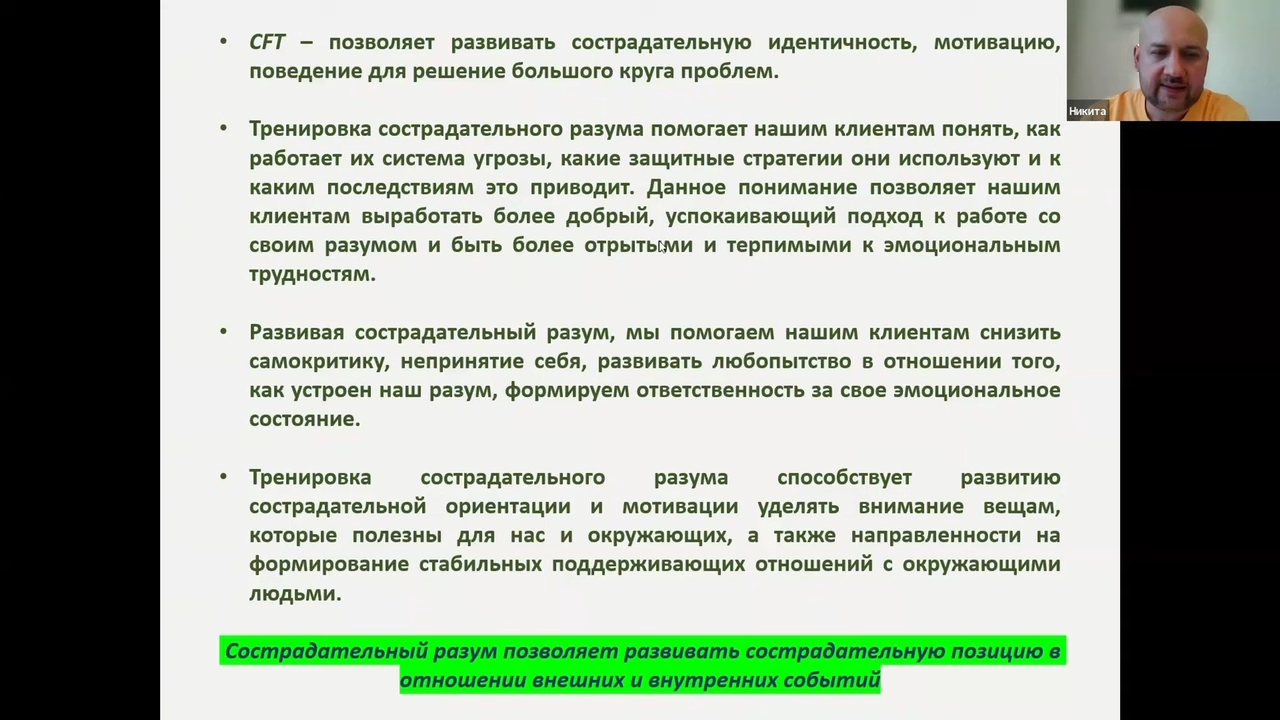 • CFT – позволяет развивать сострадательную идентичность, мотивацию,
поведение для решение большого круга проблем.
• Тренировка сострадательного разума помогает нашим клиентам понять, как
работает их система угрозы, какие защитные стратегии они используют и к
каким последствиям это приводит. Данное понимание позволяет нашим
клиентам выработать более добрый, успокаивающий подход к работе со
своим разумом и быть более отрытыми и терпимыми к эмоциональным
трудностям.
• Развивая сострадательный разум, мы помогаем нашим клиентам снизить
самокритику, непринятие себя, развивать любопытство в отношении того,
как устроен наш разум, формируем ответственность за свое эмоциональное
состояние.
• Тренировка сострадательного разума способствует развитию
сострадательной ориентации и мотивации уделять внимание вещам,
которые полезны для нас и окружающих, а также направленности на
формирование стабильных поддерживающих отношений с окружающими
людьми.
Сострадательный разум позволяет развивать сострадательную позицию в
отношении внешних и внутренних событий
Никита